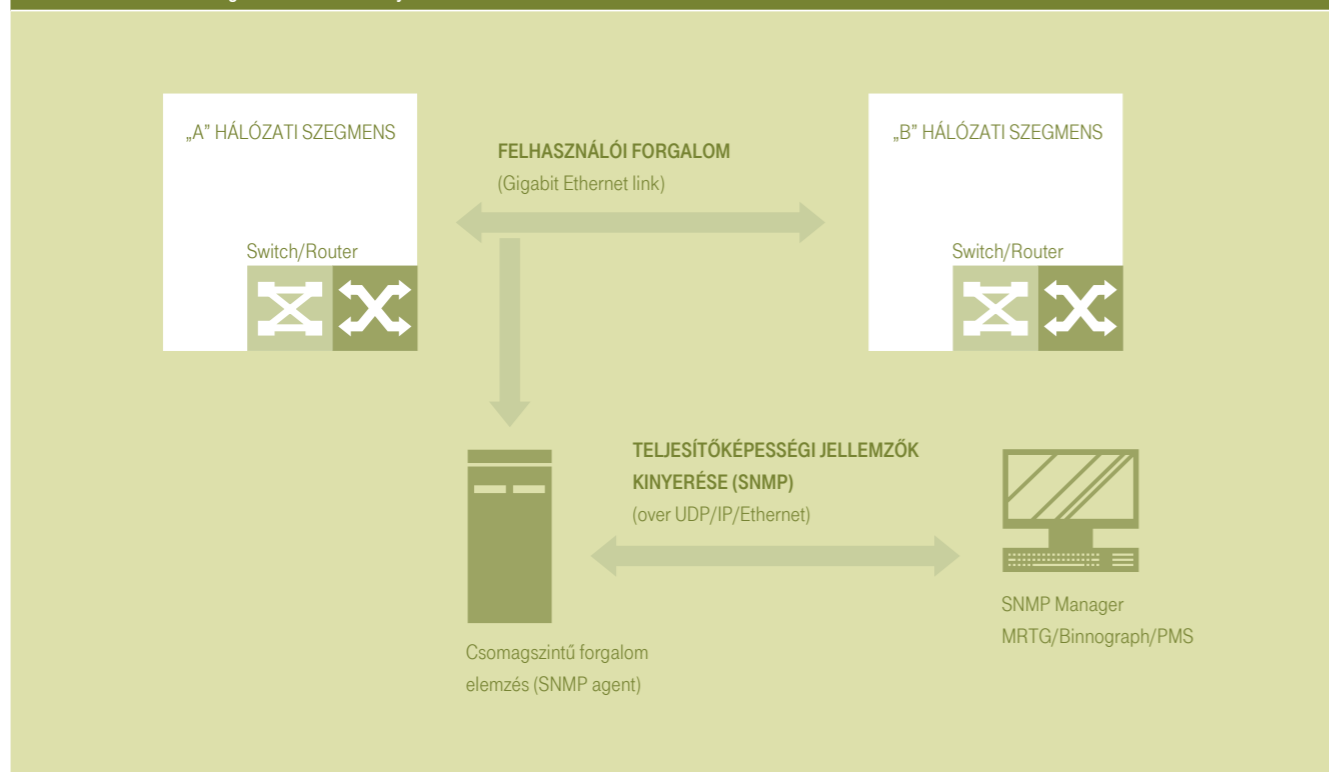 „A” HÁLÓZATI SZEGMENS
Switch/Router
FELHASZNÁLÓI FORGALOM
(Gigabit Ethernet link)
„B” HÁLÓZATI SZEGMENS
Switch/Router
TELJESÍTŐKÉPESSÉGI JELLEMZŐK
KINYERÉSE (SNMP)
(over UDP/IP/Ethernet)
Csomagszintű forgalom
elemzés (SNMP agent)
SNMP Manager
MRTG/Binnograph/PMS